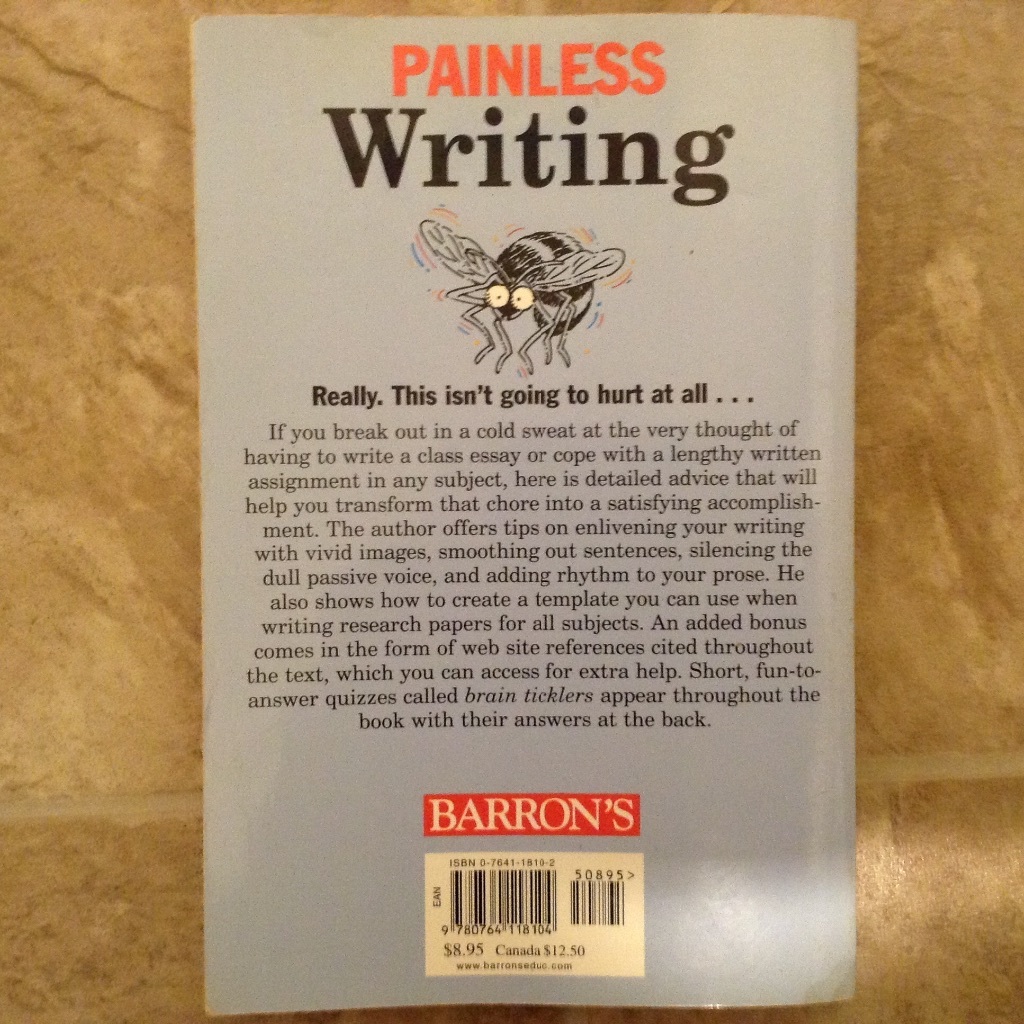 PAINLESS
Writing
Really. This isn't going to hurt at all . . .
If you break out in a cold sweat at the very thought of
having to write a class essay or cope with a lengthy written
assignment in any subject, here is detailed advice that will
help you transform that chore into a satisfying accomplish-
ment. The author offers tips on enlivening your writing
with vivid images, smoothing out sentences, silencing the
dull passive voice, and adding rhythm to your prose. He
also shows how to create a template you can use when
writing research papers for all subjects. An added bonus
comes in the form of web site references cited throughout
the text, which you can access for extra help. Short, fun-to-
answer quizzes called brain ticklers appear throughout the
book with their answers at the back.
BARRON'S
ISBN 0-7641-1810-2
50895>
EAN
9 780764 118104
$8.95 Canada $12.50
www.barronseduc.com